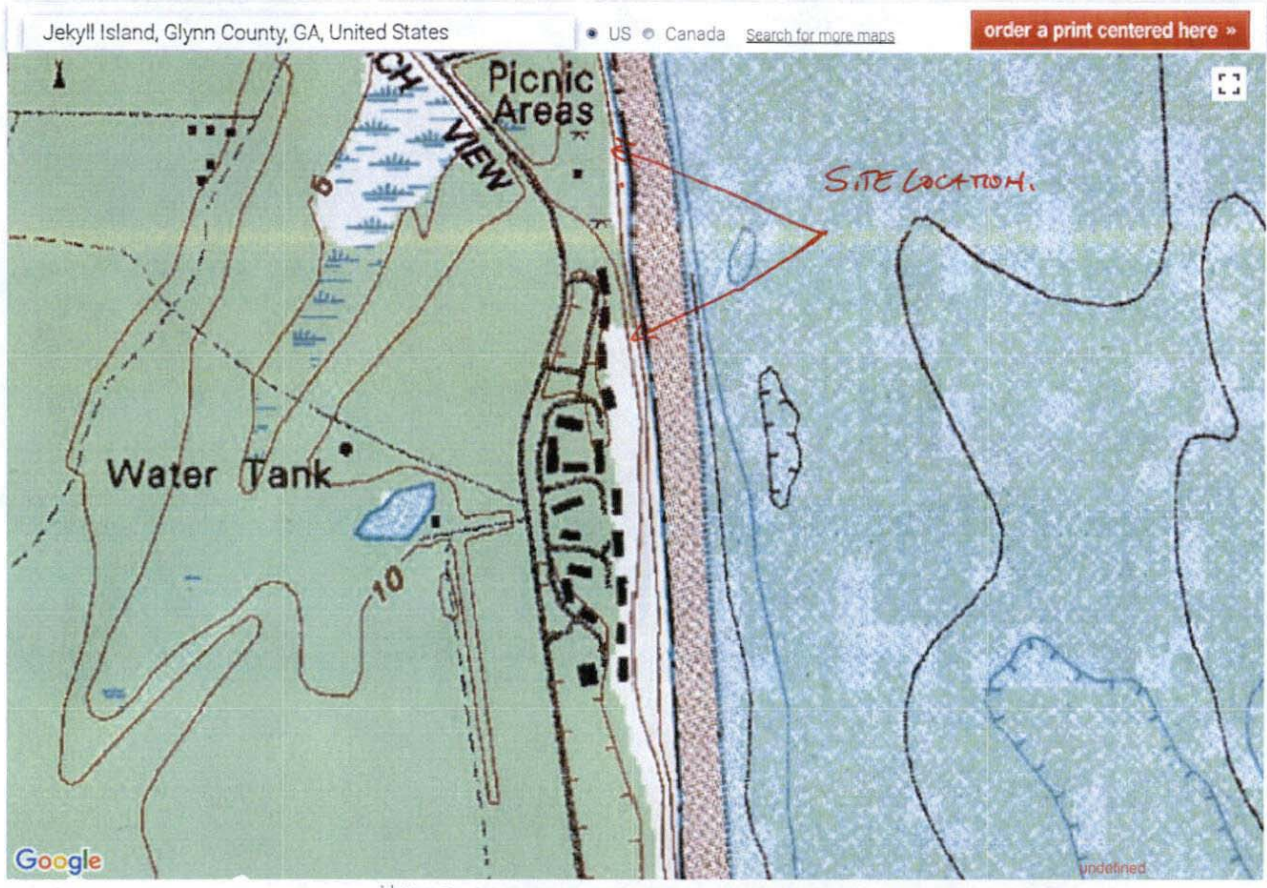 Jekyll Island, Glynn County, GA, United States
US Canada Search for more maps
order a print centered here »
CH
VIEW
Picnic
Areas
5
SITE LOCATION.
Water Tank
10
Google
undefined